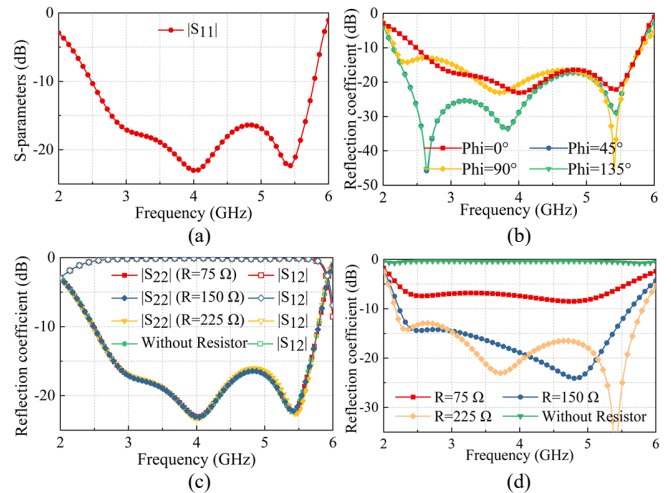 0
-10
-20
S-parameters (dB)
|S11|
2 3 4 5 6
Frequency (GHz)
(a)
0
-10
-20
-30
-40
-50
Reflection coefficient (dB)
Phi=0° Phi=45°
Phi=90° Phi=135°
2 3 4 5 6
Frequency (GHz)
(b)
0
-10
-20
Reflection coefficient (dB)
|S22| (R=75 Ω) |S12|
|S22| (R=150 Ω) |S12|
|S22| (R=225 Ω) |S12|
Without Resistor |S12|
2 3 4 5 6
Frequency (GHz)
(c)
0
-10
-20
-30
Reflection coefficient (dB)
R=75 Ω R=150 Ω
R=225 Ω Without Resistor
2 3 4 5 6
Frequency (GHz)
(d)